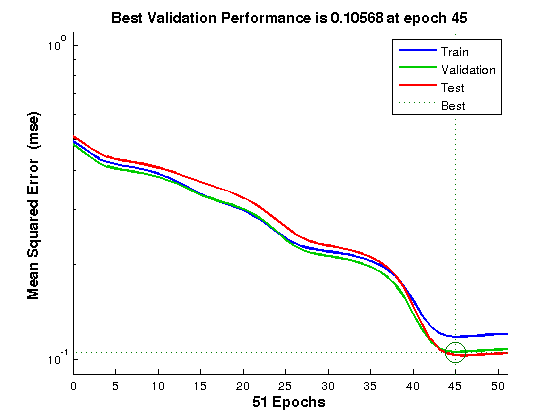 Best Validation Performance is 0.10568 at epoch 45
Mean Squared Error (mse)
10^0
10^-1
Train
Validation
Test
Best
0 5 10 15 20 25 30 35 40 45 50
51 Epochs